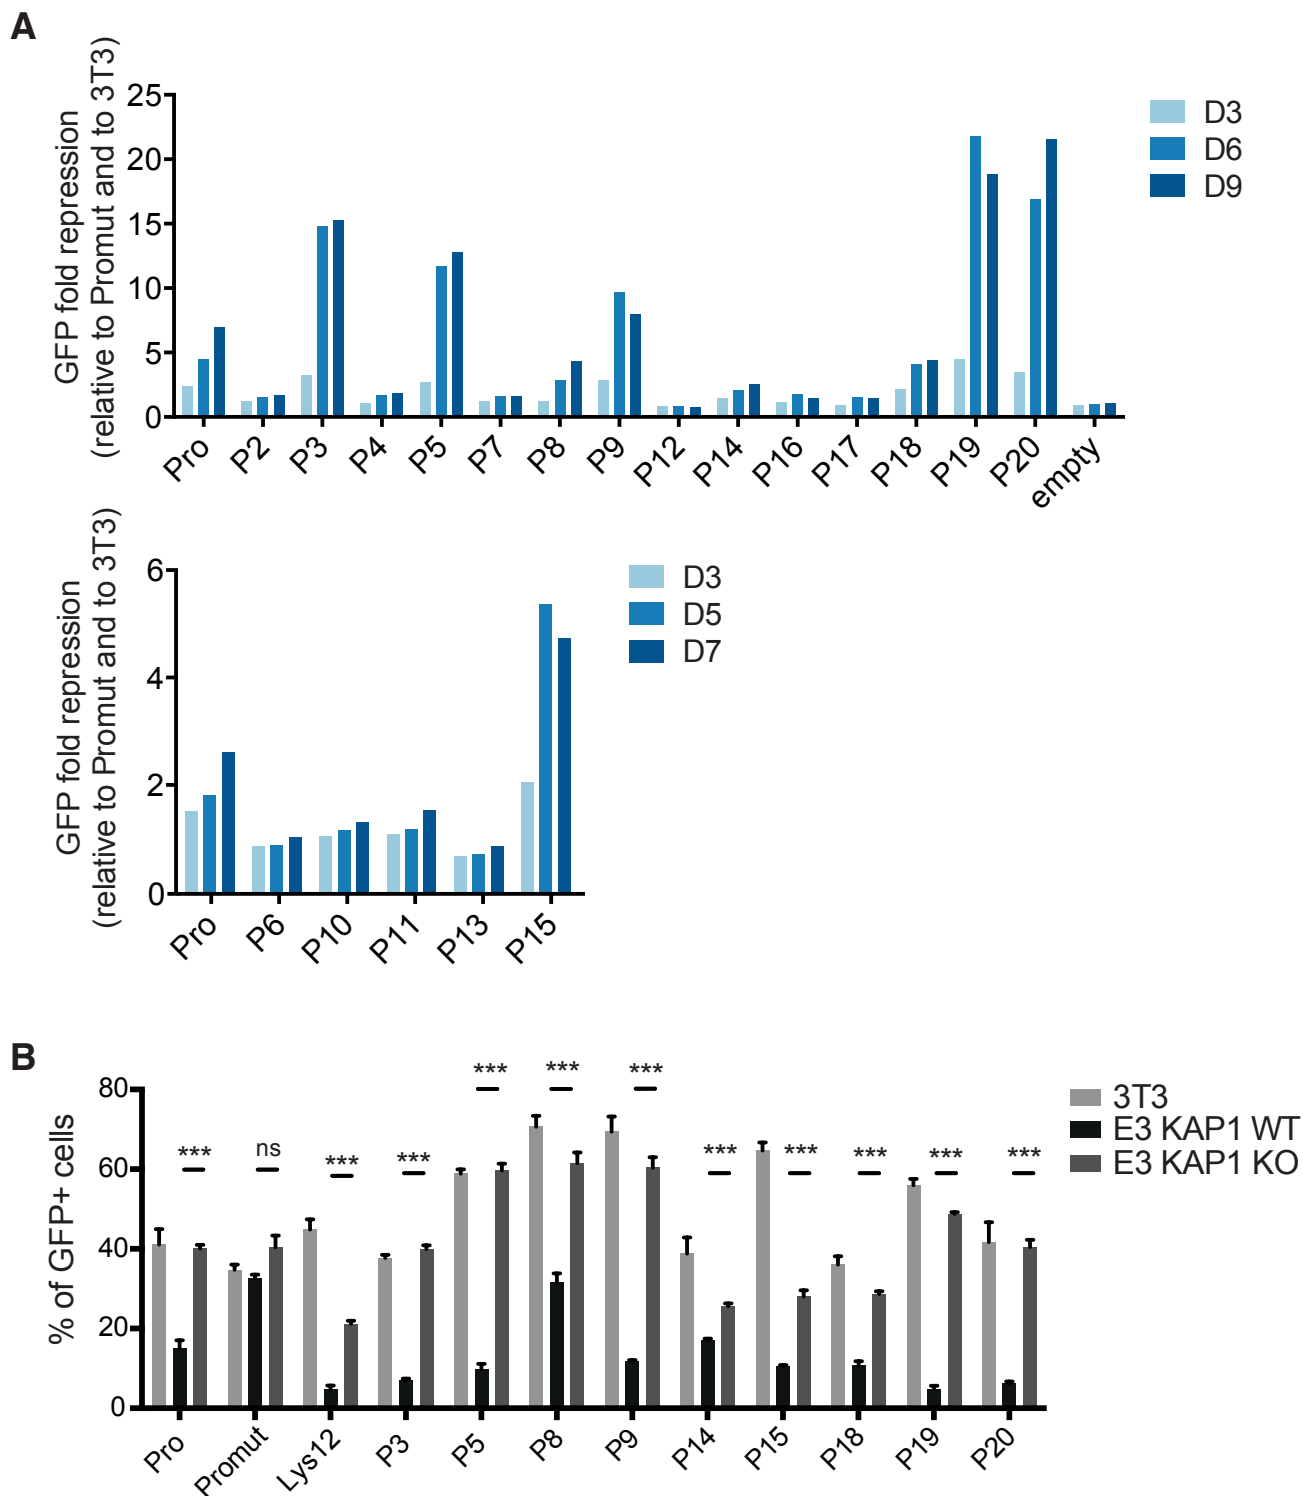 A
GFP fold repression
(relative to Promut and to 3T3)
25
20
15
10
5
0
Pro P2 P3 P4 P5 P7 P8 P9 P12 P14 P16 P17 P18 P19 P20 empty
D3
D6
D9
GFP fold repression
(relative to Promut and to 3T3)
6
4
2
0
Pro P6 P10 P11 P13 P15
D3
D5
D7
B
% of GFP+ cells
80
60
40
20
0
*** ns *** *** *** *** *** *** *** *** *** ***
Pro Promut Lys12 P3 P5 P8 P9 P14 P15 P18 P19 P20
3T3
E3 KAP1 WT
E3 KAP1 KO